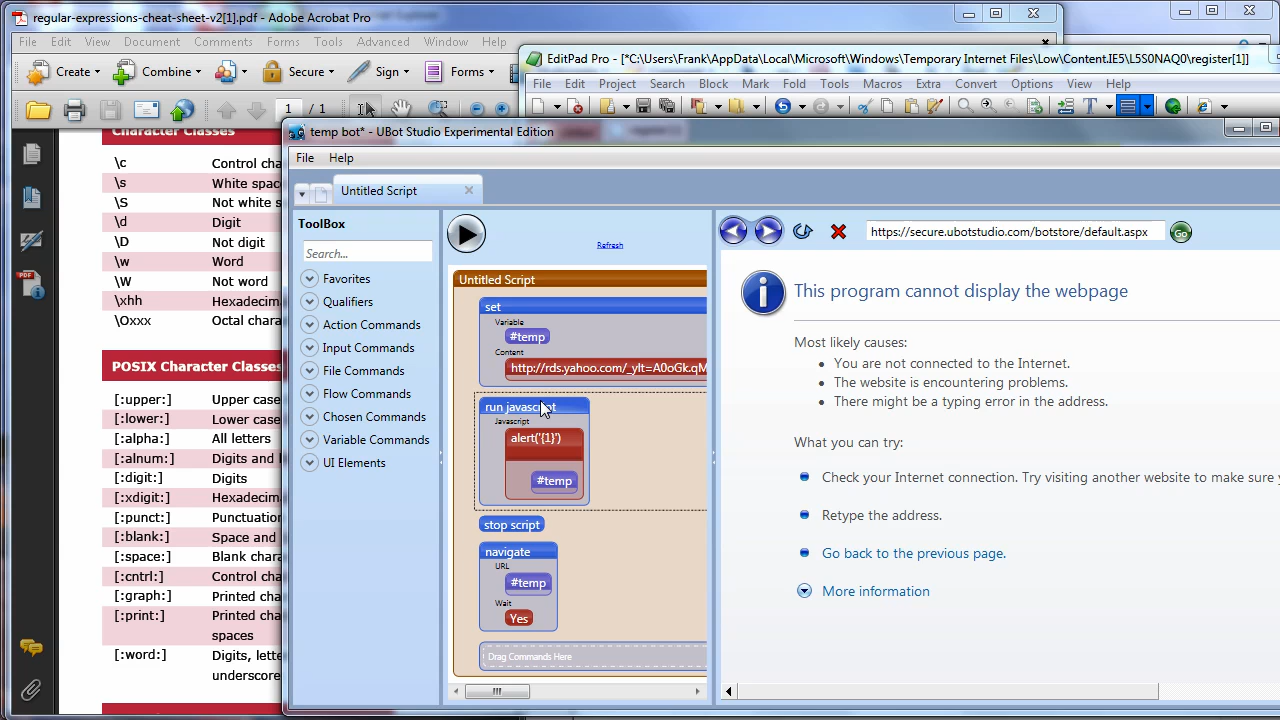 regular-expressions-cheat-sheet-v2[1].pdf - Adobe Acrobat Pro
File Edit View Document Comments Forms Tools Advanced Window Help
Create Combine Secure Sign Forms
1 / 1
Character Classes
\c Control cha
\s White spac
\S Not white s
\d Digit
\D Not digit
\w Word
\W Not word
\xhh Hexadecim
\Oxxx Octal chara
POSIX Character Classes
[:upper:] Upper case
[:lower:] Lower case
[:alpha:] All letters
[:alnum:] Digits and l
[:digit:] Digits
[:xdigit:] Hexadecim
[:punct:] Punctuation
[:blank:] Space and
[:space:] Blank chara
[:cntrl:] Control cha
[:graph:] Printed cha
[:print:] Printed cha
spaces
[:word:] Digits, lette
underscore
EditPad Pro - [*C:\Users\Frank\AppData\Local\Microsoft\Windows\Temporary Internet Files\Low\Content.IE5\L5S0NAQ0\register[1]]
File Edit Project Search Block Mark Fold Tools Macros Extra Convert Options View Help
temp bot* - UBot Studio Experimental Edition
File Help
Untitled Script
ToolBox
Search...
Favorites
Qualifiers
Action Commands
Input Commands
File Commands
Flow Commands
Chosen Commands
Variable Commands
UI Elements
Refresh
Untitled Script
set
Variable
#temp
Content
http://rds.yahoo.com/_ylt=A0oGk.qM
run javascript
Javascript
alert('{1}')
#temp
stop script
navigate
URL
#temp
Wait
Yes
Drag Commands Here
https://secure.ubotstudio.com/botstore/default.aspx Go
This program cannot display the webpage
Most likely causes:
You are not connected to the Internet.
The website is encountering problems.
There might be a typing error in the address.
What you can try:
Check your Internet connection. Try visiting another website to make sure y
Retype the address.
Go back to the previous page.
More information